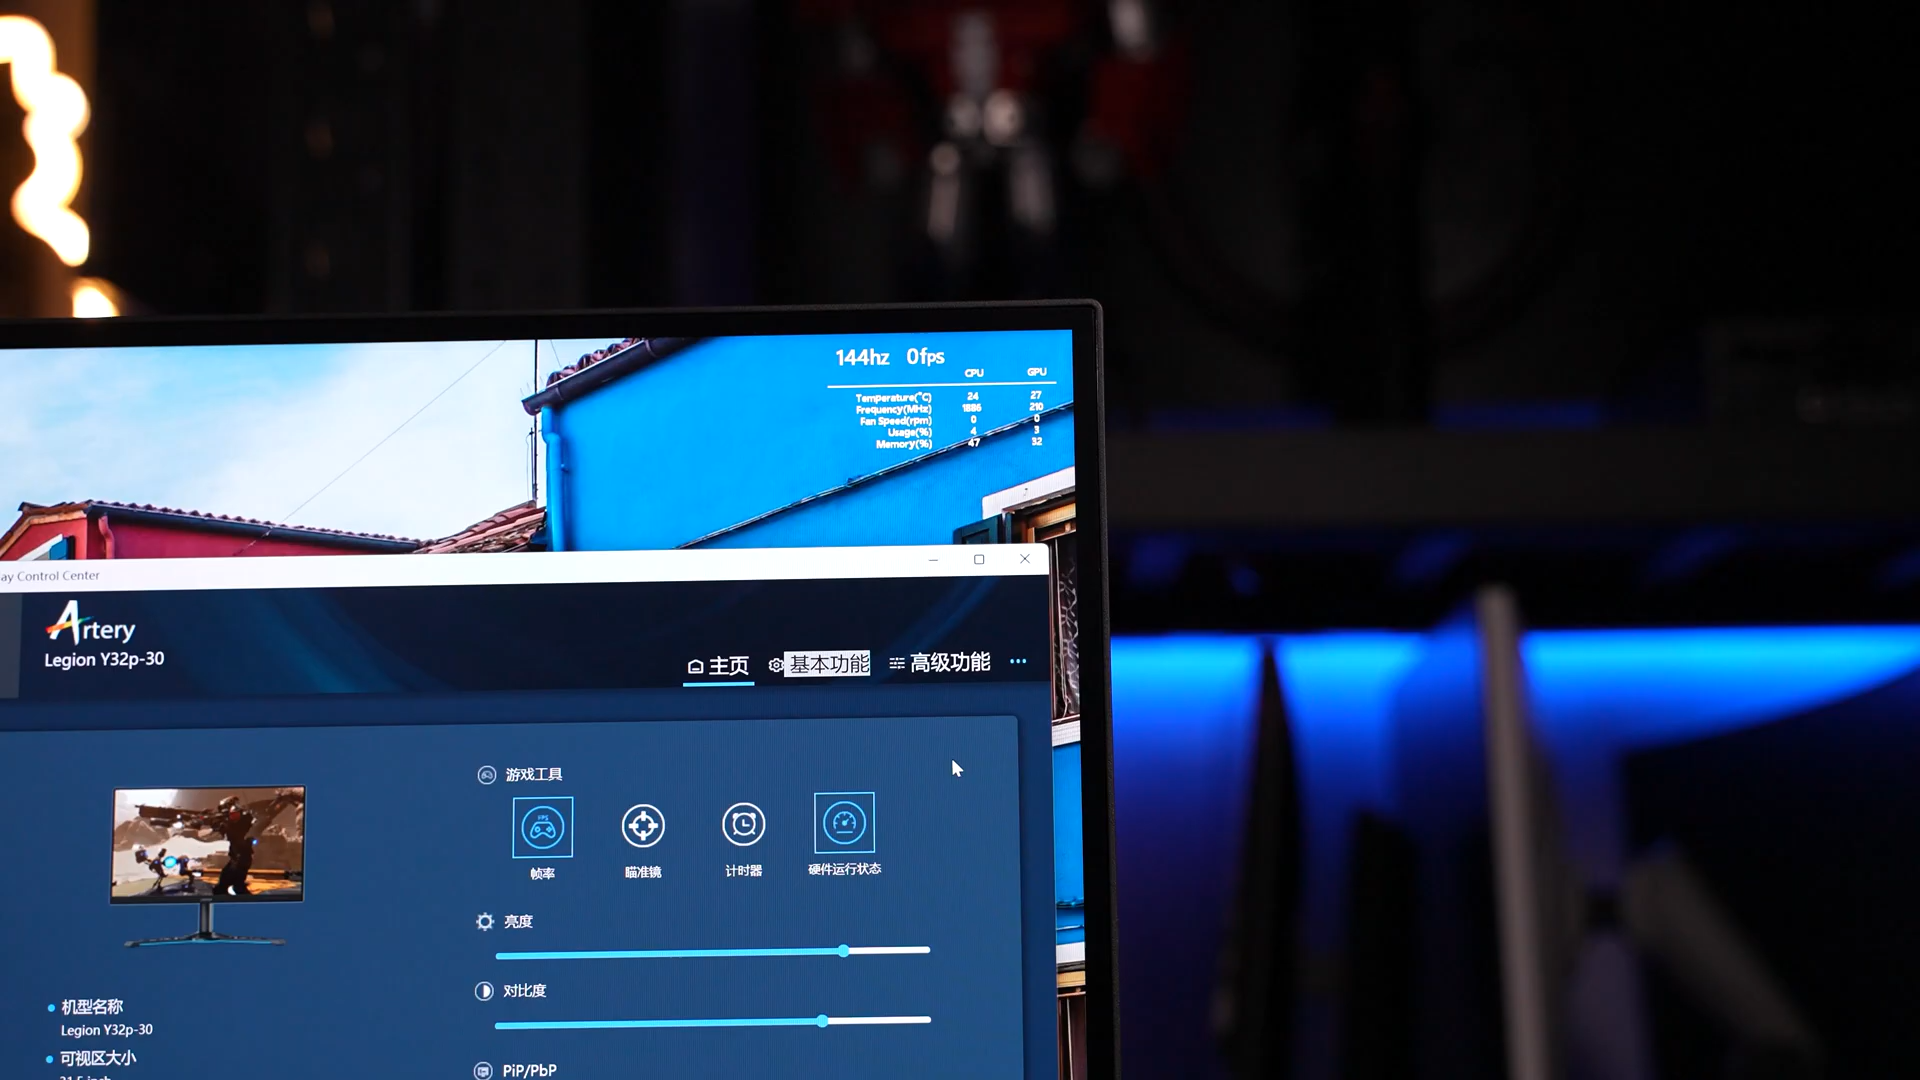 144hz 0fps
CPU GPU
Temperature(°C) 24 27
Frequency(MHz) 1886 210
Fan Speed(rpm) 0 0
Usage(%) 4 3
Memory(%) 47 32
ay Control Center
Artery
Legion Y32p-30
主页 基本功能 高级功能
游戏工具
FPS
帧率 瞄准镜 计时器 硬件运行状态
亮度
对比度
机型名称
Legion Y32p-30
可视区大小
PiP/PbP